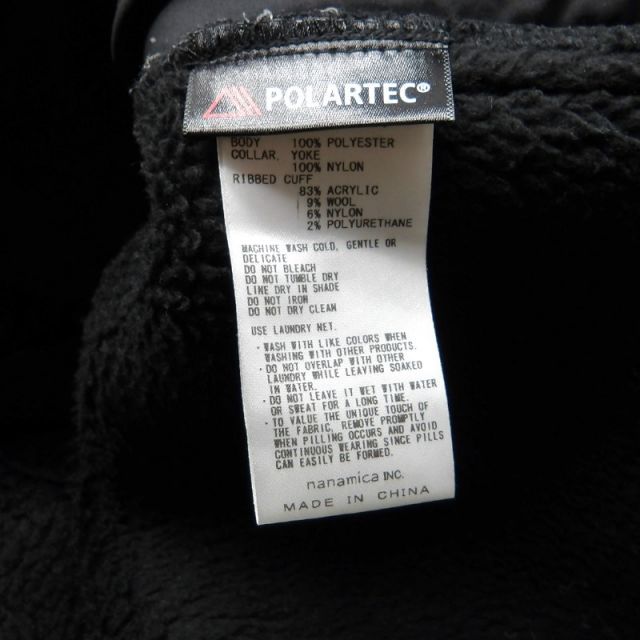 POLARTEC®
BODY 100% POLYESTER
COLLAR, YOKE
100% NYLON
RIBBED CUFF
83% ACRYLIC
9% WOOL
6% NYLON
2% POLYURETHANE
MACHINE WASH COLD, GENTLE OR
DELICATE
DO NOT BLEACH
DO NOT TUMBLE DRY
LINE DRY IN SHADE
DO NOT IRON
DO NOT DRY CLEAN
USE LAUNDRY NET.
・WASH WITH LIKE COLORS WHEN
WASHING WITH OTHER PRODUCTS.
・DO NOT OVERLAP WITH OTHER
LAUNDRY WHILE LEAVING SOAKED
IN WATER.
・DO NOT LEAVE IT WET WITH WATER
OR SWEAT FOR A LONG TIME.
・TO VALUE THE UNIQUE TOUCH OF
THE FABRIC, REMOVE PROMPTLY
WHEN PILLING OCCURS AND AVOID
CONTINUOUS WEARING SINCE PILLS
CAN EASILY BE FORMED.
nanamica INC.
MADE IN CHINA